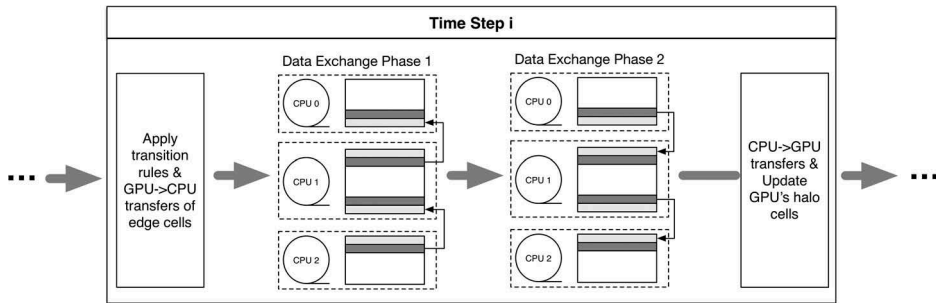 Time Step i
Data Exchange Phase 1
Data Exchange Phase 2
...
Apply
transition
rules &
GPU->CPU
transfers of
edge cells
CPU 0
CPU 1
CPU 2
CPU 0
CPU 1
CPU 2
CPU->GPU
transfers &
Update
GPU's halo
cells
...